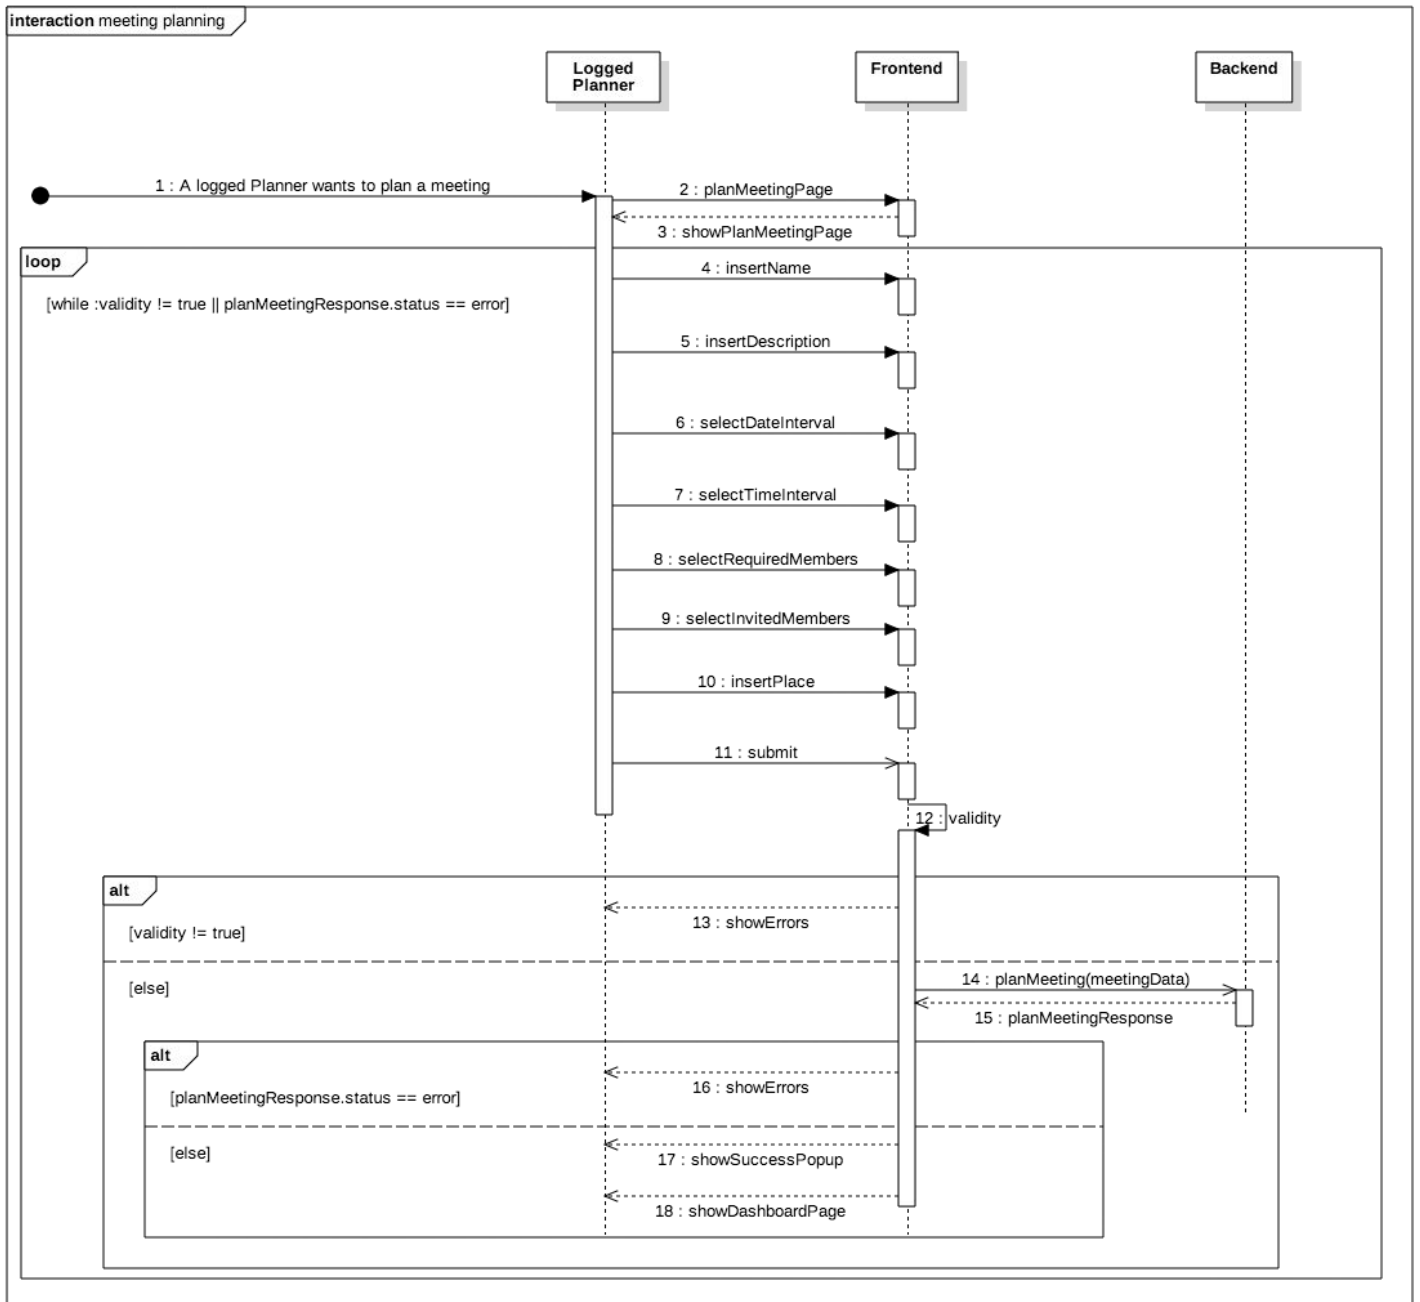 interaction meeting planning
Logged
Planner
Frontend
Backend
1 : A logged Planner wants to plan a meeting
2 : planMeetingPage
3 : showPlanMeetingPage
loop
[while :validity != true || planMeetingResponse.status == error]
4 : insertName
5 : insertDescription
6 : selectDateInterval
7 : selectTimeInterval
8 : selectRequiredMembers
9 : selectInvitedMembers
10 : insertPlace
11 : submit
12 : validity
alt
[validity != true]
13 : showErrors
[else]
14 : planMeeting(meetingData)
15 : planMeetingResponse
alt
[planMeetingResponse.status == error]
16 : showErrors
[else]
17 : showSuccessPopup
18 : showDashboardPage